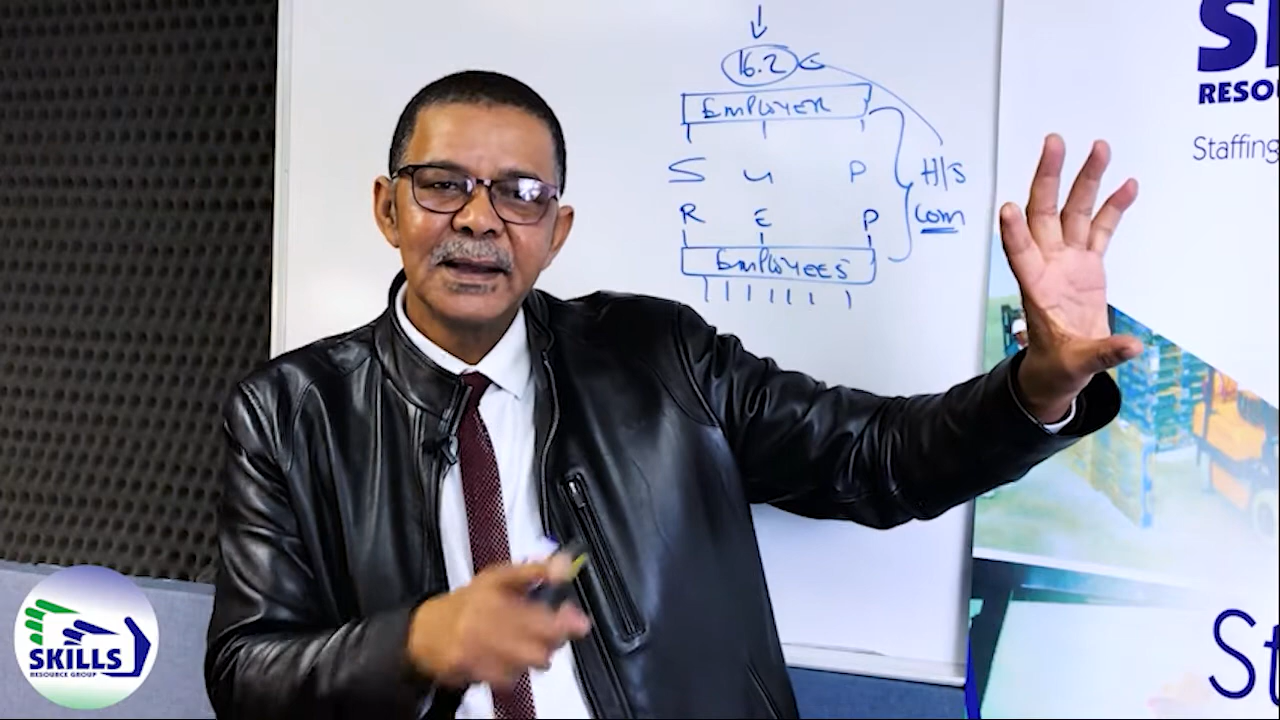 16.2
EMPLOYER
S U P H/S
R E P Com
EMPLOYEES
RESOU
Staffing
SKILLS
RESOURCE GROUP
St